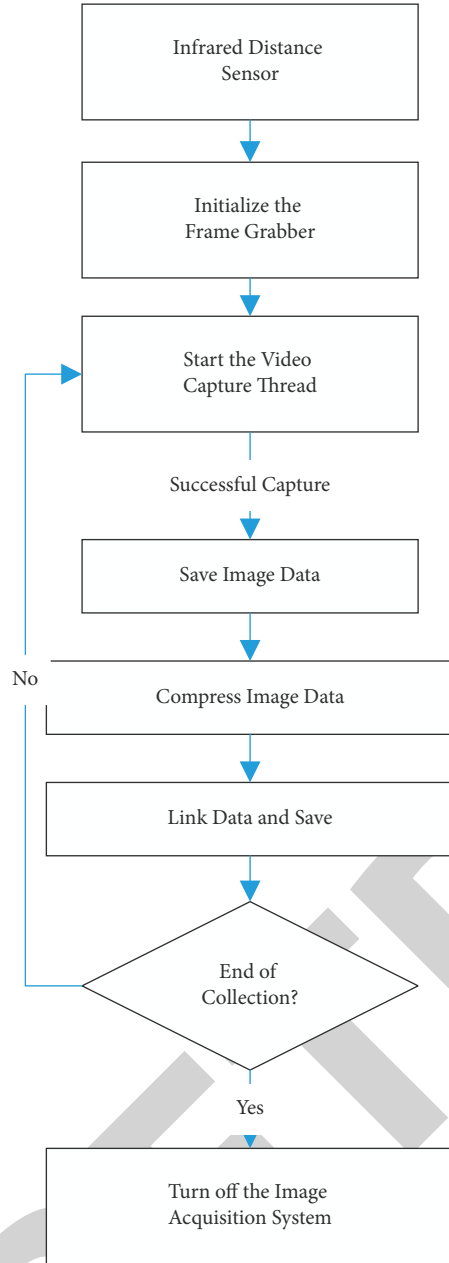 Infrared Distance
Sensor
Initialize the
Frame Grabber
Start the Video
Capture Thread
Successful Capture
Save Image Data
No
Compress Image Data
Link Data and Save
End of
Collection?
Yes
Turn off the Image
Acquisition System